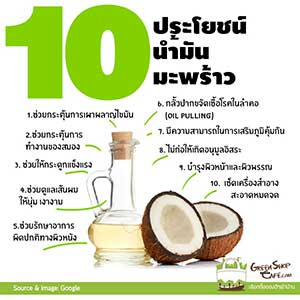 10 ประโยชน์
น้ำมัน
มะพร้าว
1.ช่วยกระตุ้นการเผาผลาญไขมัน
2.ช่วยกระตุ้นการ
ทำงานของสมอง
3. ช่วยให้กระดูกแข็งแรง
4.ช่วยดูแลเส้นผม
ให้นุ่ม เงางาม
5.ช่วยรักษาอาการ
ผิดปกติทางผิวหนัง
6. กลั้วปากขจัดเชื้อโรคในลำคอ
(OIL PULLING)
7. มีความสามารถในการเสริมภูมิคุ้มกัน
8. ไม่ก่อให้เกิดอนุมูลอิสระ
9. บำรุงผิวหน้าและผิวพรรณ
10. เช็ดเครื่องสำอาง
สะอาดหมดจด
Source & Image: Google
GREEN SHOP
CAFE.COM